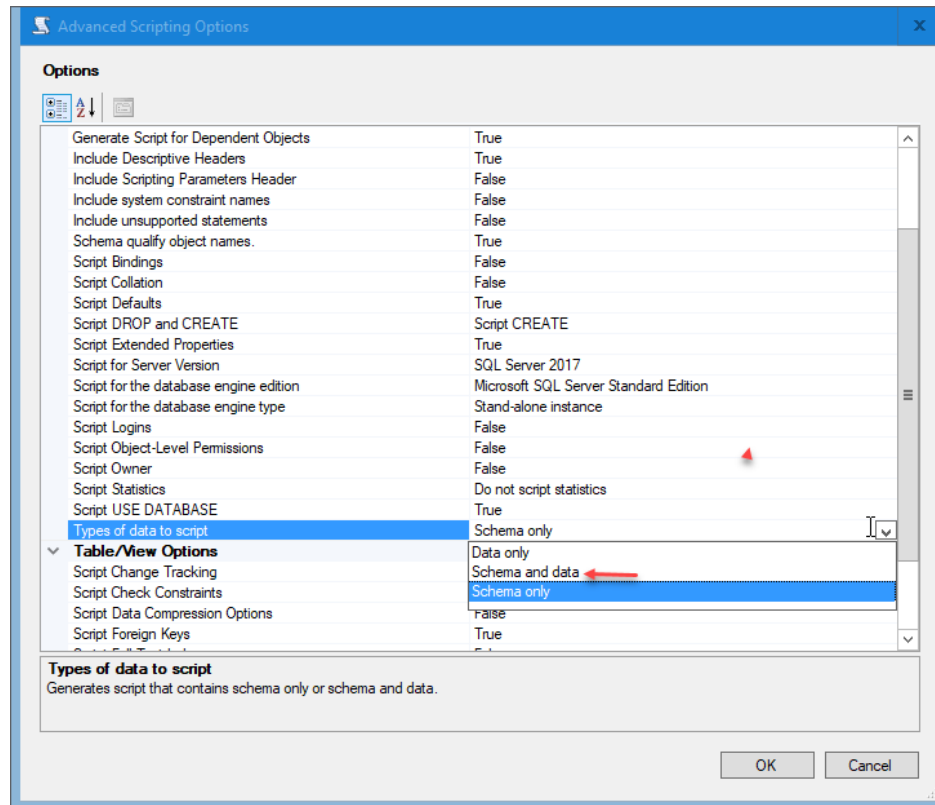 Advanced Scripting Options
Options
Generate Script for Dependent Objects True
Include Descriptive Headers True
Include Scripting Parameters Header False
Include system constraint names False
Include unsupported statements False
Schema qualify object names. True
Script Bindings False
Script Collation False
Script Defaults True
Script DROP and CREATE Script CREATE
Script Extended Properties True
Script for Server Version SQL Server 2017
Script for the database engine edition Microsoft SQL Server Standard Edition
Script for the database engine type Stand-alone instance
Script Logins False
Script Object-Level Permissions False
Script Owner False
Script Statistics Do not script statistics
Script USE DATABASE True
Types of data to script Schema only
Table/View Options Data only
Script Change Tracking Schema and data
Script Check Constraints Schema only
Script Data Compression Options False
Script Foreign Keys True
Types of data to script
Generates script that contains schema only or schema and data.
OK Cancel